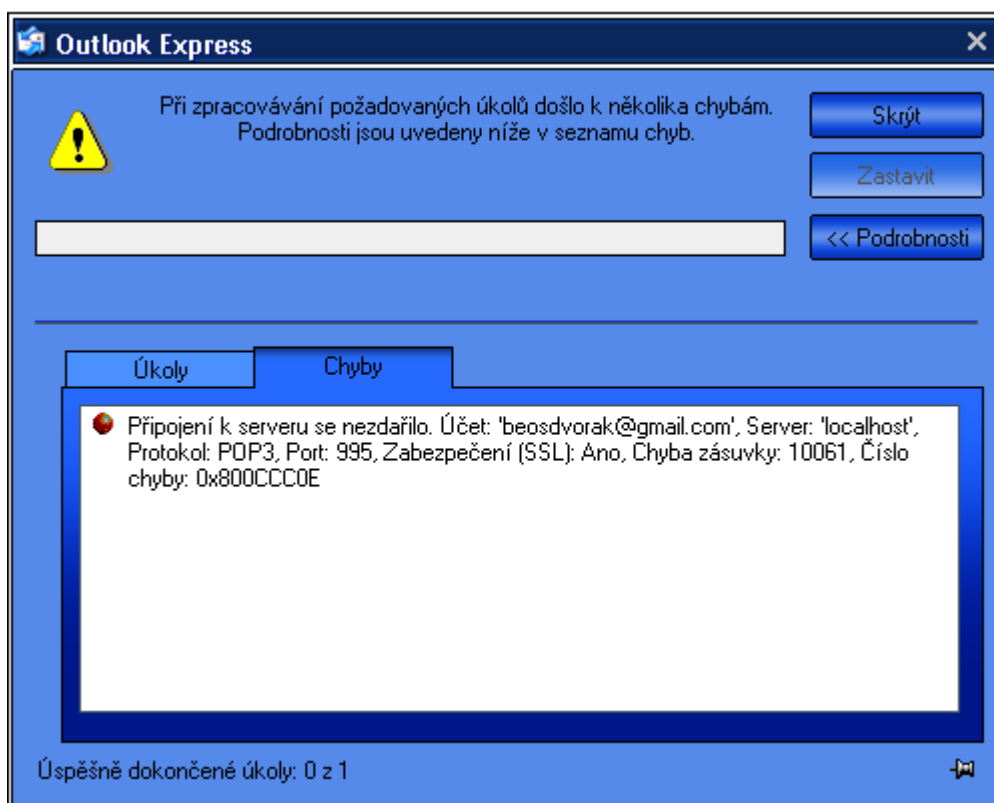 Outlook Express
Při zpracovávání požadovaných úkolů došlo k několika chybám.
Podrobnosti jsou uvedeny níže v seznamu chyb.
Skrýt
Zastavit
<< Podrobnosti
Úkoly
Chyby
Připojení k serveru se nezdařilo. Účet: 'beosdvorak@gmail.com', Server: 'localhost',
Protokol: POP3, Port: 995, Zabezpečení (SSL): Ano, Chyba zásuvky: 10061, Číslo
chyby: 0x800CCC0E
Úspěšně dokončené úkoly: 0 z 1